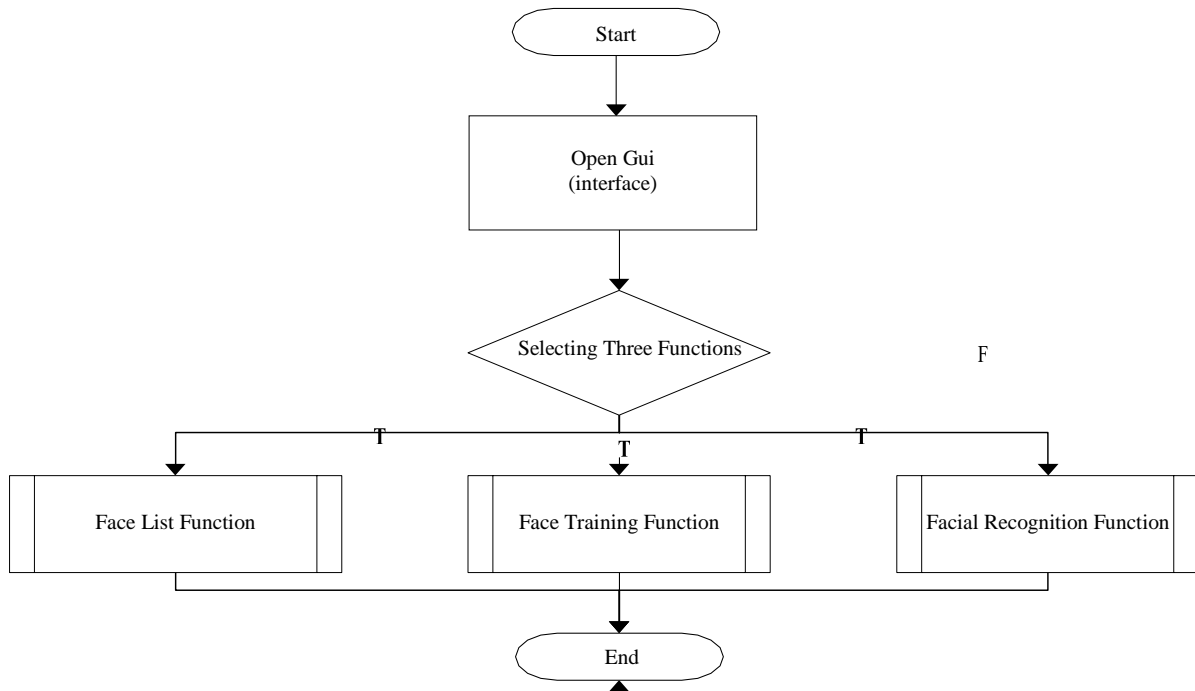 Start
Open Gui
(interface)
Selecting Three Functions
F
T
T
T
Face List Function
Face Training Function
Facial Recognition Function
End